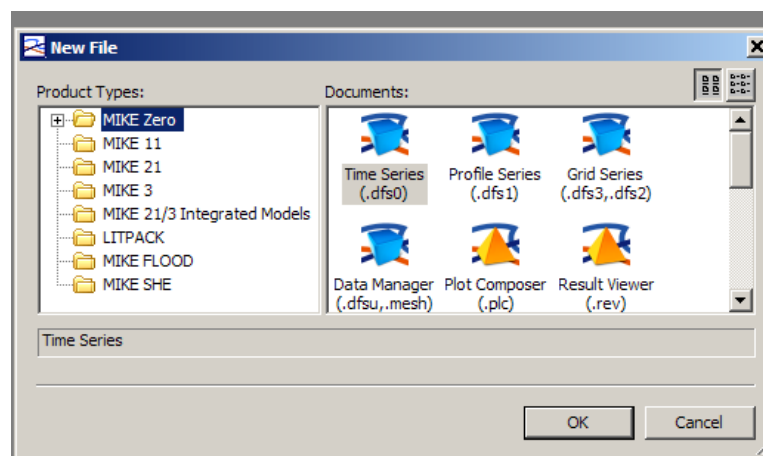 New File
Product Types:
Documents:
MIKE Zero
MIKE 11
MIKE 21
MIKE 3
MIKE 21/3 Integrated Models
LITPACK
MIKE FLOOD
MIKE SHE
Time Series
(.dfs0)
Profile Series
(.dfs1)
Grid Series
(.dfs3,.dfs2)
Data Manager
(.dfsu,.mesh)
Plot Composer
(.plc)
Result Viewer
(.rev)
Time Series
OK
Cancel